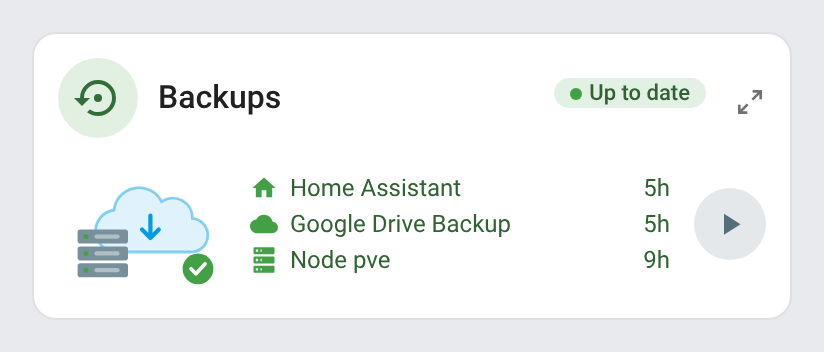 Backups
Up to date
Home Assistant 5h
Google Drive Backup 5h
Node pve 9h